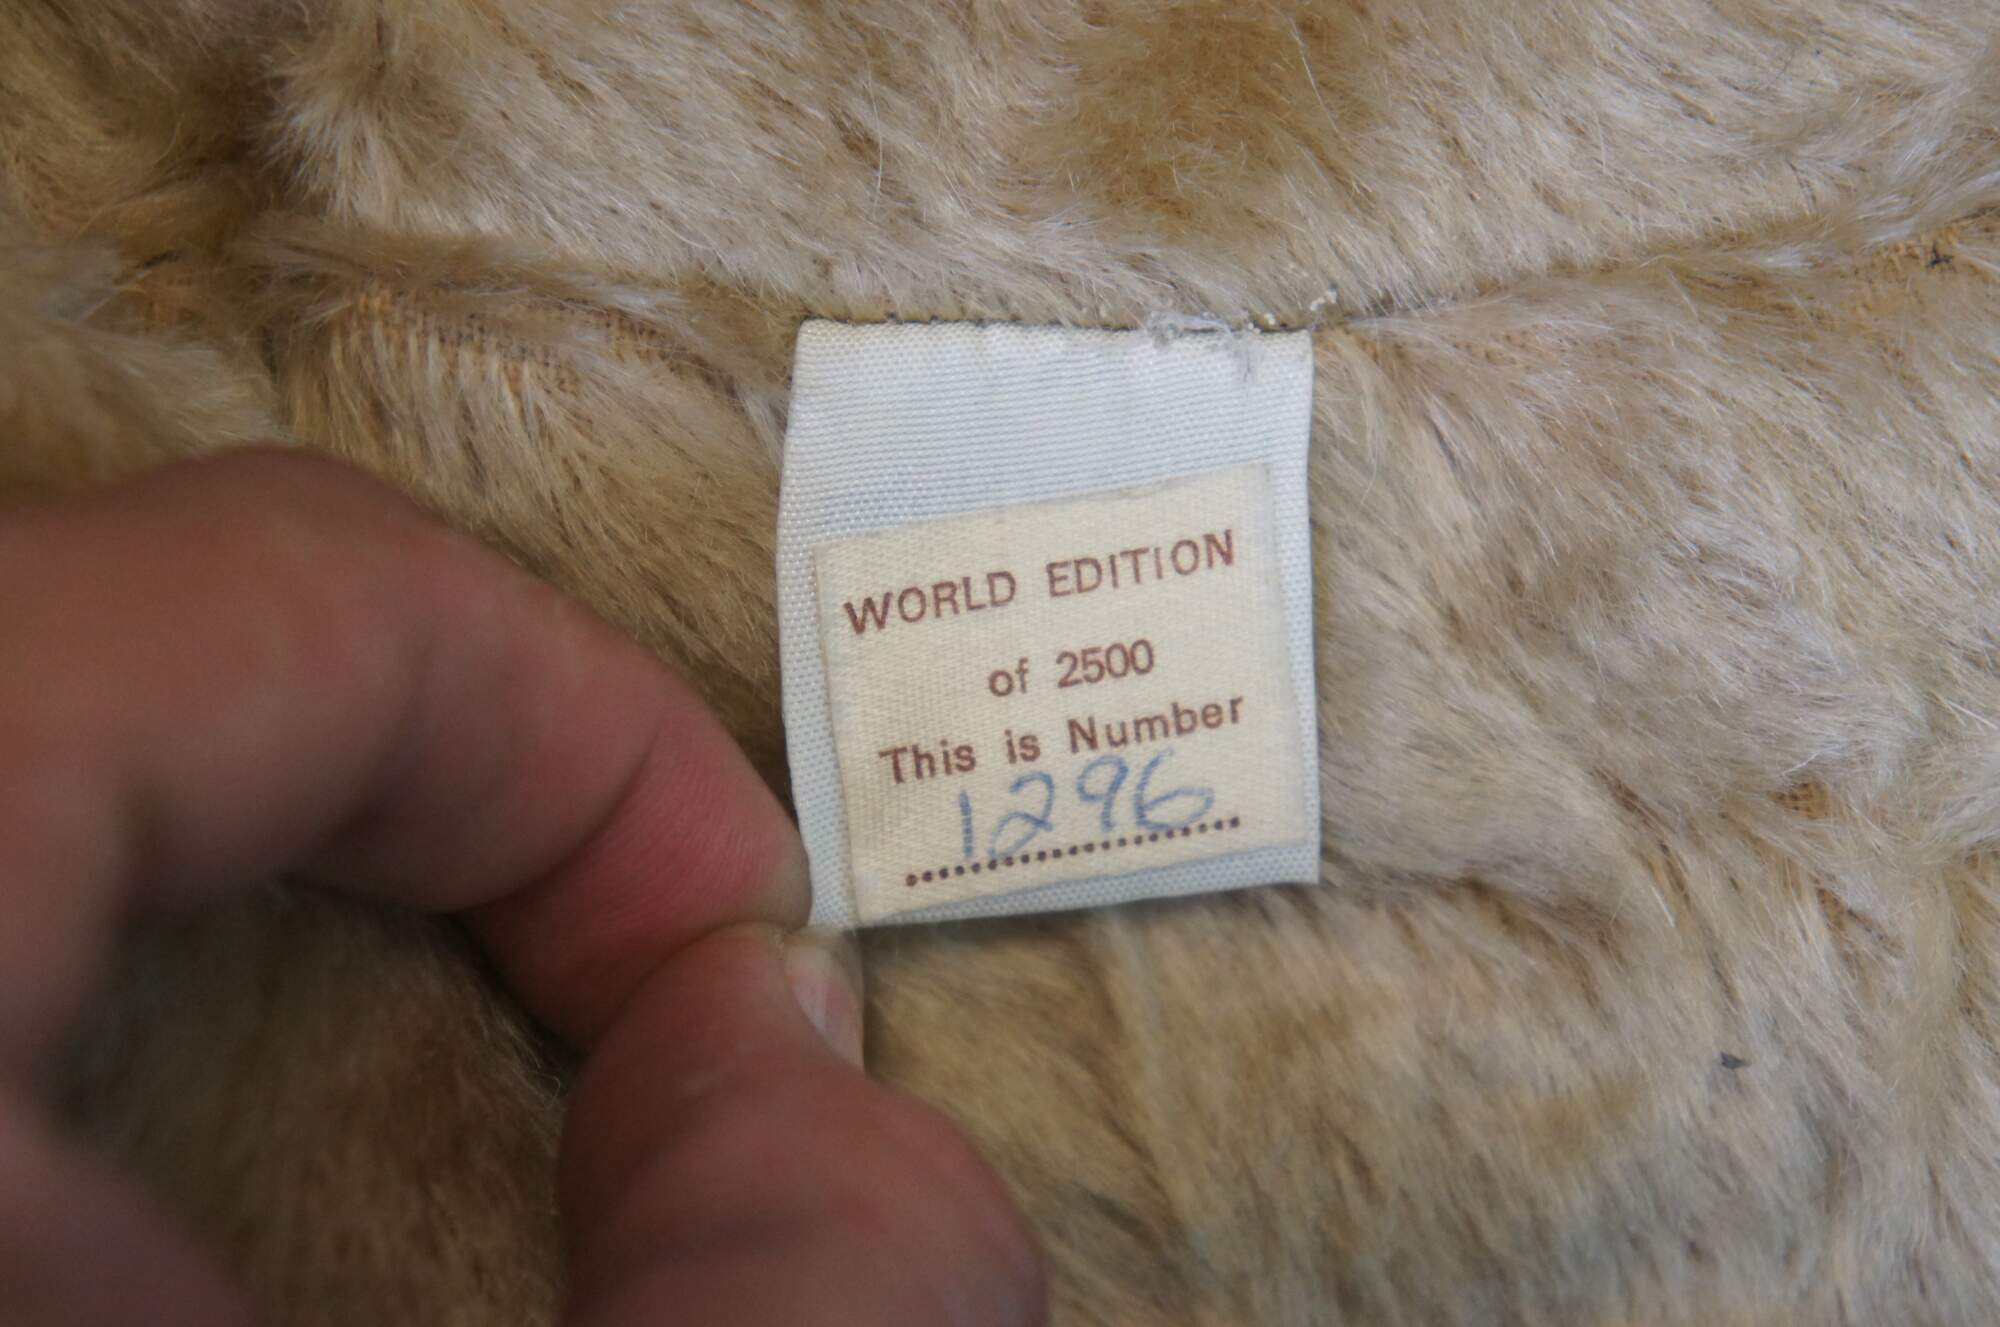 WORLD EDITION
of 2500
This is Number
1296